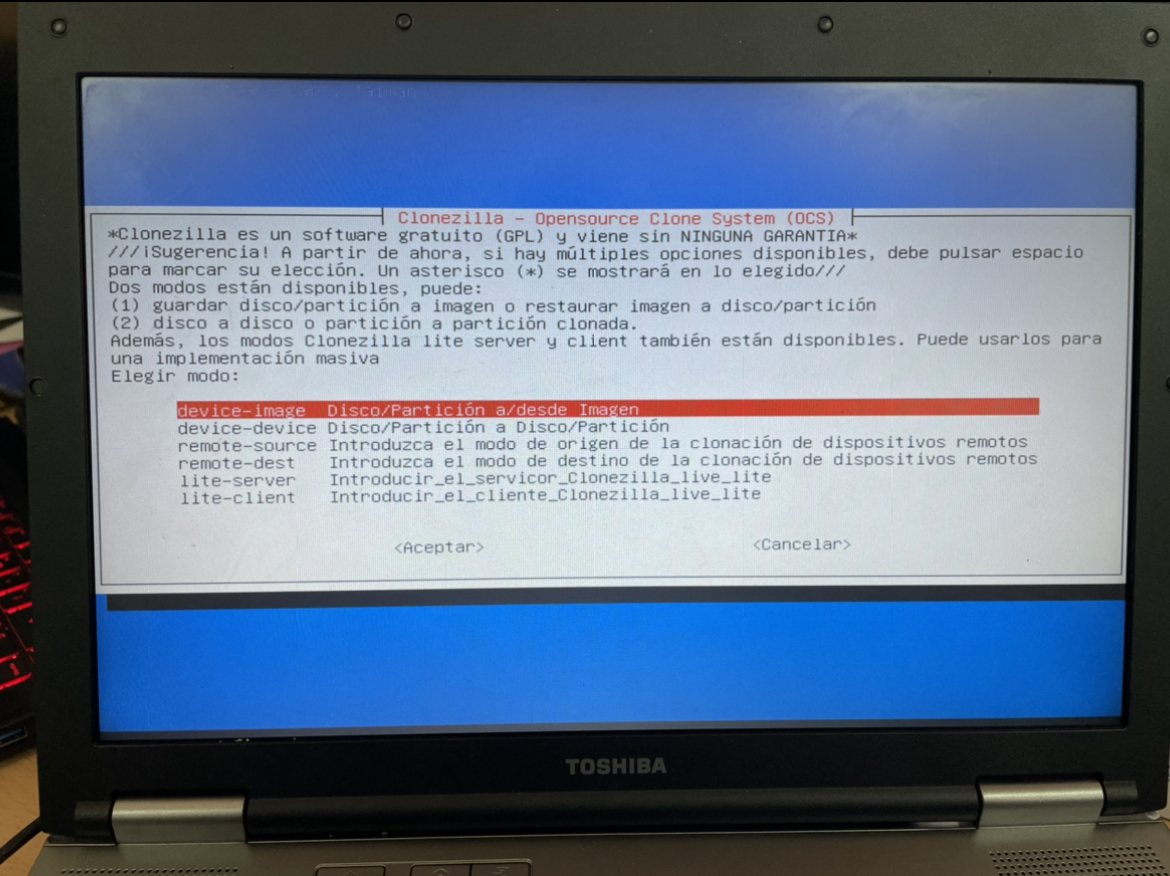 Clonezilla - Opensource Clone System (OCS)
*Clonezilla es un software gratuito (GPL) y viene sin NINGUNA GARANTIA*
///¡Sugerencia! A partir de ahora, si hay múltiples opciones disponibles, debe pulsar espacio
para marcar su elección. Un asterisco (*) se mostrará en lo elegido///
Dos modos están disponibles, puede:
(1) guardar disco/partición a imagen o restaurar imagen a disco/partición
(2) disco a disco o partición a partición clonada.
Además, los modos Clonezilla lite server y client también están disponibles. Puede usarlos para
una implementación masiva
Elegir modo:
device-image Disco/Partición a/desde Imagen
device-device Disco/Partición a Disco/Partición
remote-source Introduzca el modo de origen de la clonación de dispositivos remotos
remote-dest Introduzca el modo de destino de la clonación de dispositivos remotos
lite-server Introducir_el_servicor_Clonezilla_live_lite
lite-client Introducir_el_cliente_Clonezilla_live_lite
<Aceptar> <Cancelar>
TOSHIBA